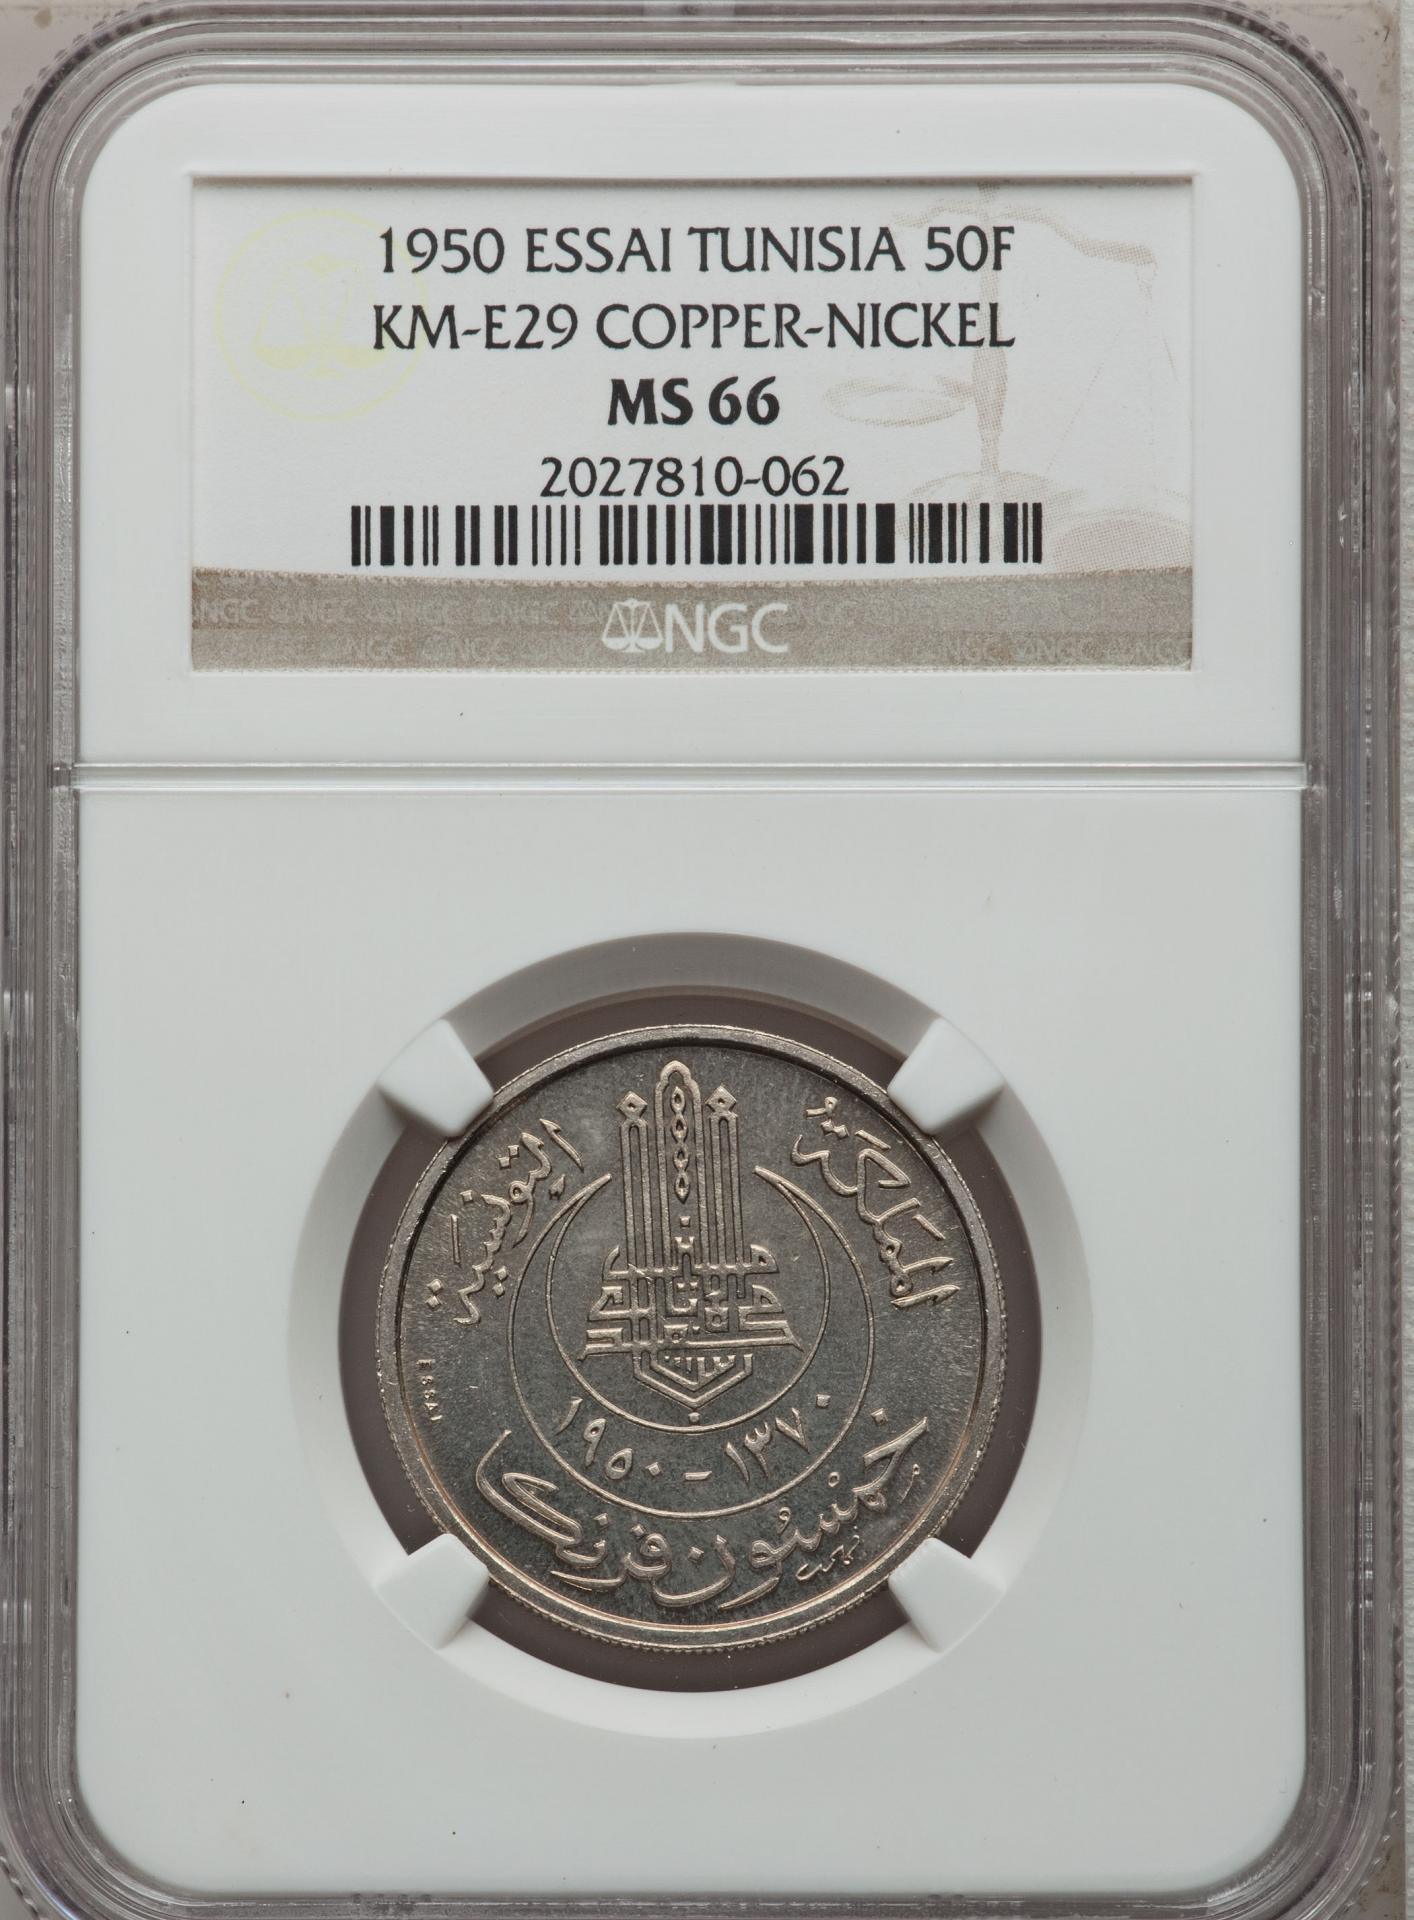 1950 ESSAI TUNISIA 50F
KM-E29 COPPER-NICKEL
MS 66
2027810-062
NGC
المملكة
التونسية
ESSAI
١٣٧٠ - ١٩٥٠
خمسون فرنكا